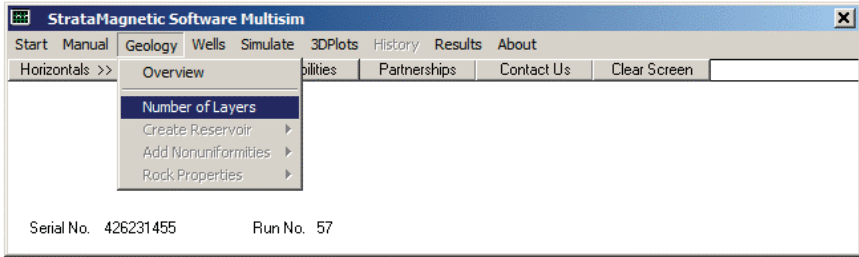 StrataMagnetic Software Multisim
Start Manual Geology Wells Simulate 3DPlots History Results About
Horizontals >> bilities Partnerships Contact Us Clear Screen
Overview
Number of Layers
Create Reservoir
Add Nonuniformities
Rock Properties
Serial No. 426231455 Run No. 57